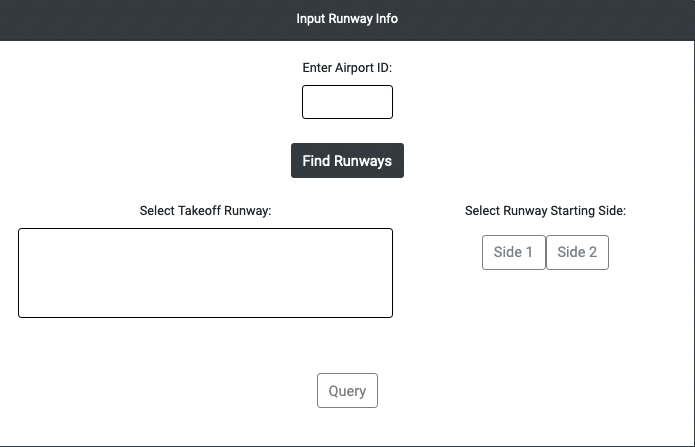 Input Runway Info
Enter Airport ID:
Find Runways
Select Takeoff Runway:
Select Runway Starting Side:
Side 1
Side 2
Query